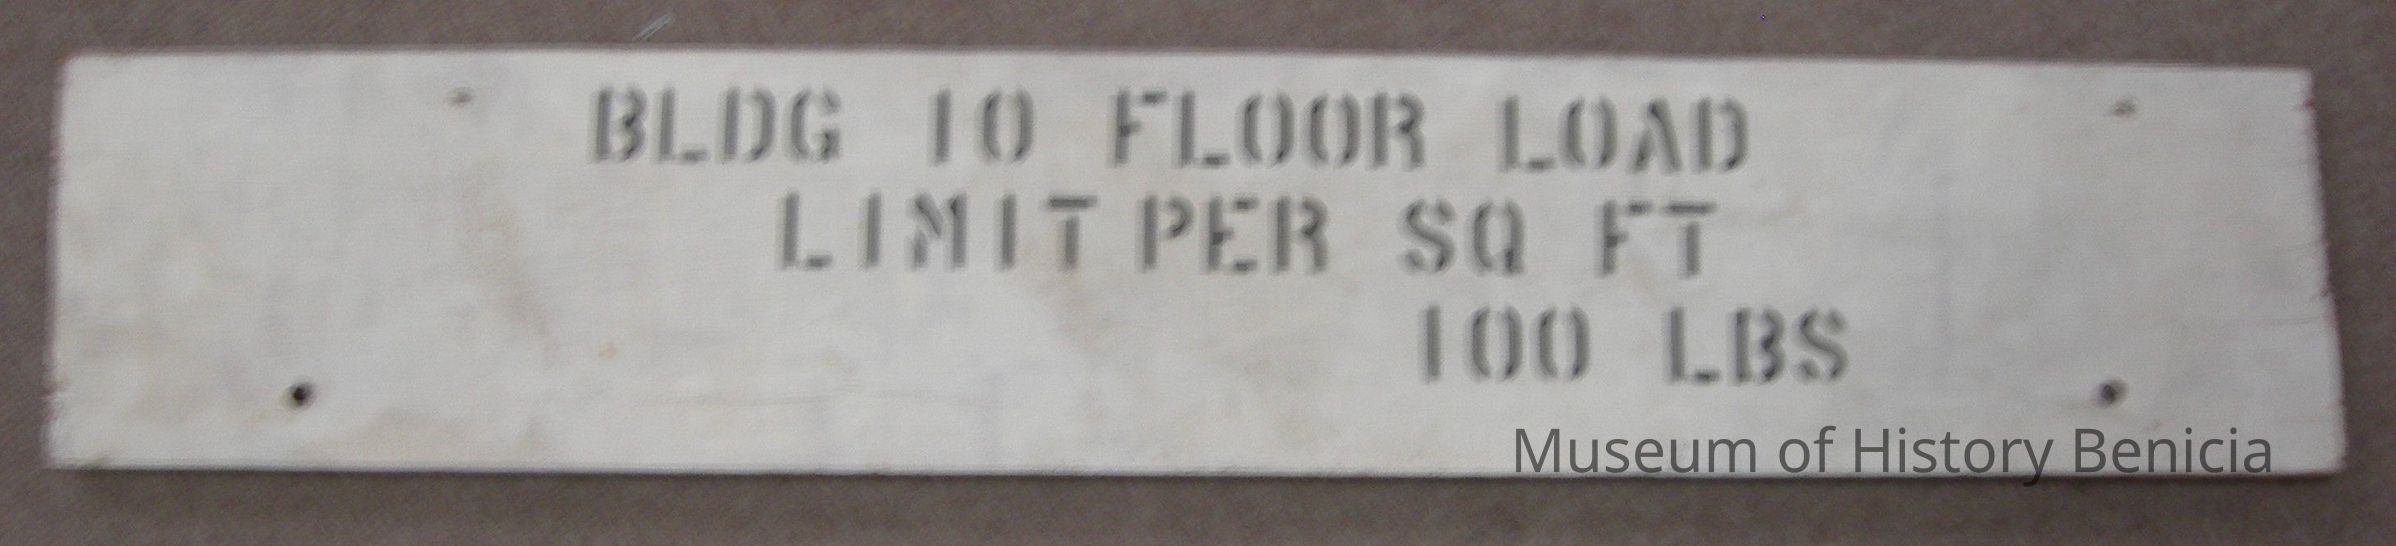 BLDG 10 FLOOR LOAD
LIMIT PER SQ FT
100 LBS
Museum of History Benicia